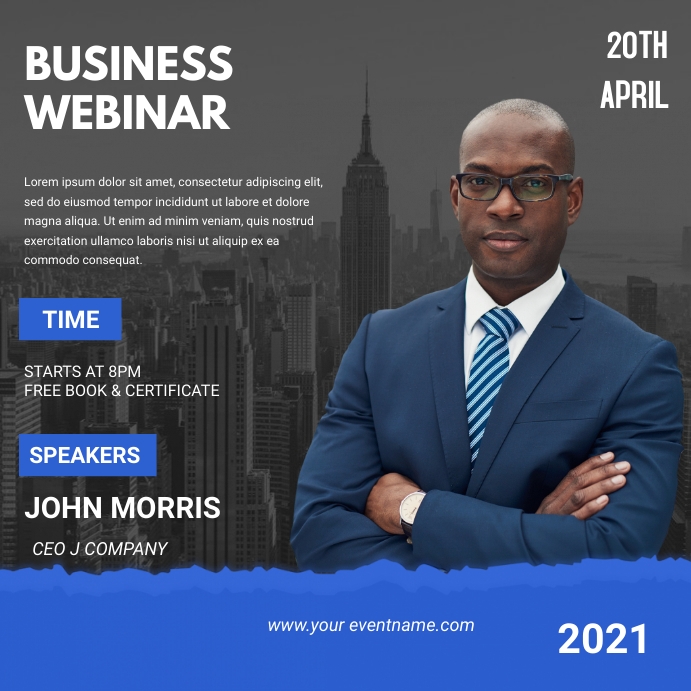 BUSINESS
WEBINAR
20TH
APRIL
Lorem ipsum dolor sit amet, consectetur adipiscing elit,
sed do eiusmod tempor incididunt ut labore et dolore
magna aliqua. Ut enim ad minim veniam, quis nostrud
exercitation ullamco laboris nisi ut aliquip ex ea
commodo consequat.
TIME
STARTS AT 8PM
FREE BOOK & CERTIFICATE
SPEAKERS
JOHN MORRIS
CEO J COMPANY
www.your eventname.com
2021